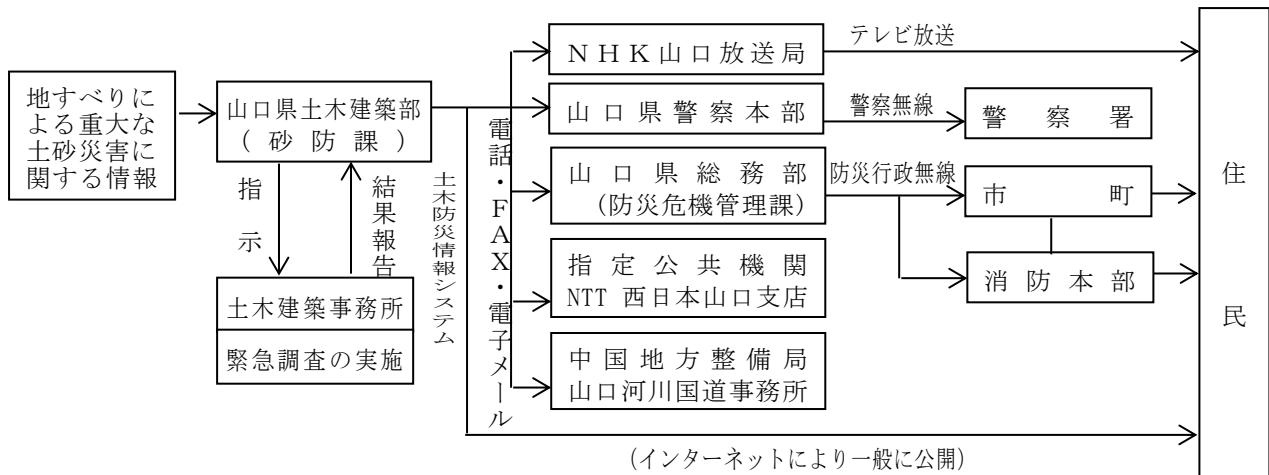 地すべりに
よる重大な
土砂災害に
関する情報
山口県土木建築部
(砂防課)
指示
結果報告
土木建築事務所
緊急調査の実施
土木防災情報システム
電話・FAX・電子メール
NHK山口放送局
テレビ放送
山口県警察本部
警察無線
警察署
山口県総務部
(防災危機管理課)
防災行政無線
市町
消防本部
指定公共機関
NTT 西日本山口支店
中国地方整備局
山口河川国道事務所
(インターネットにより一般に公開)
住民